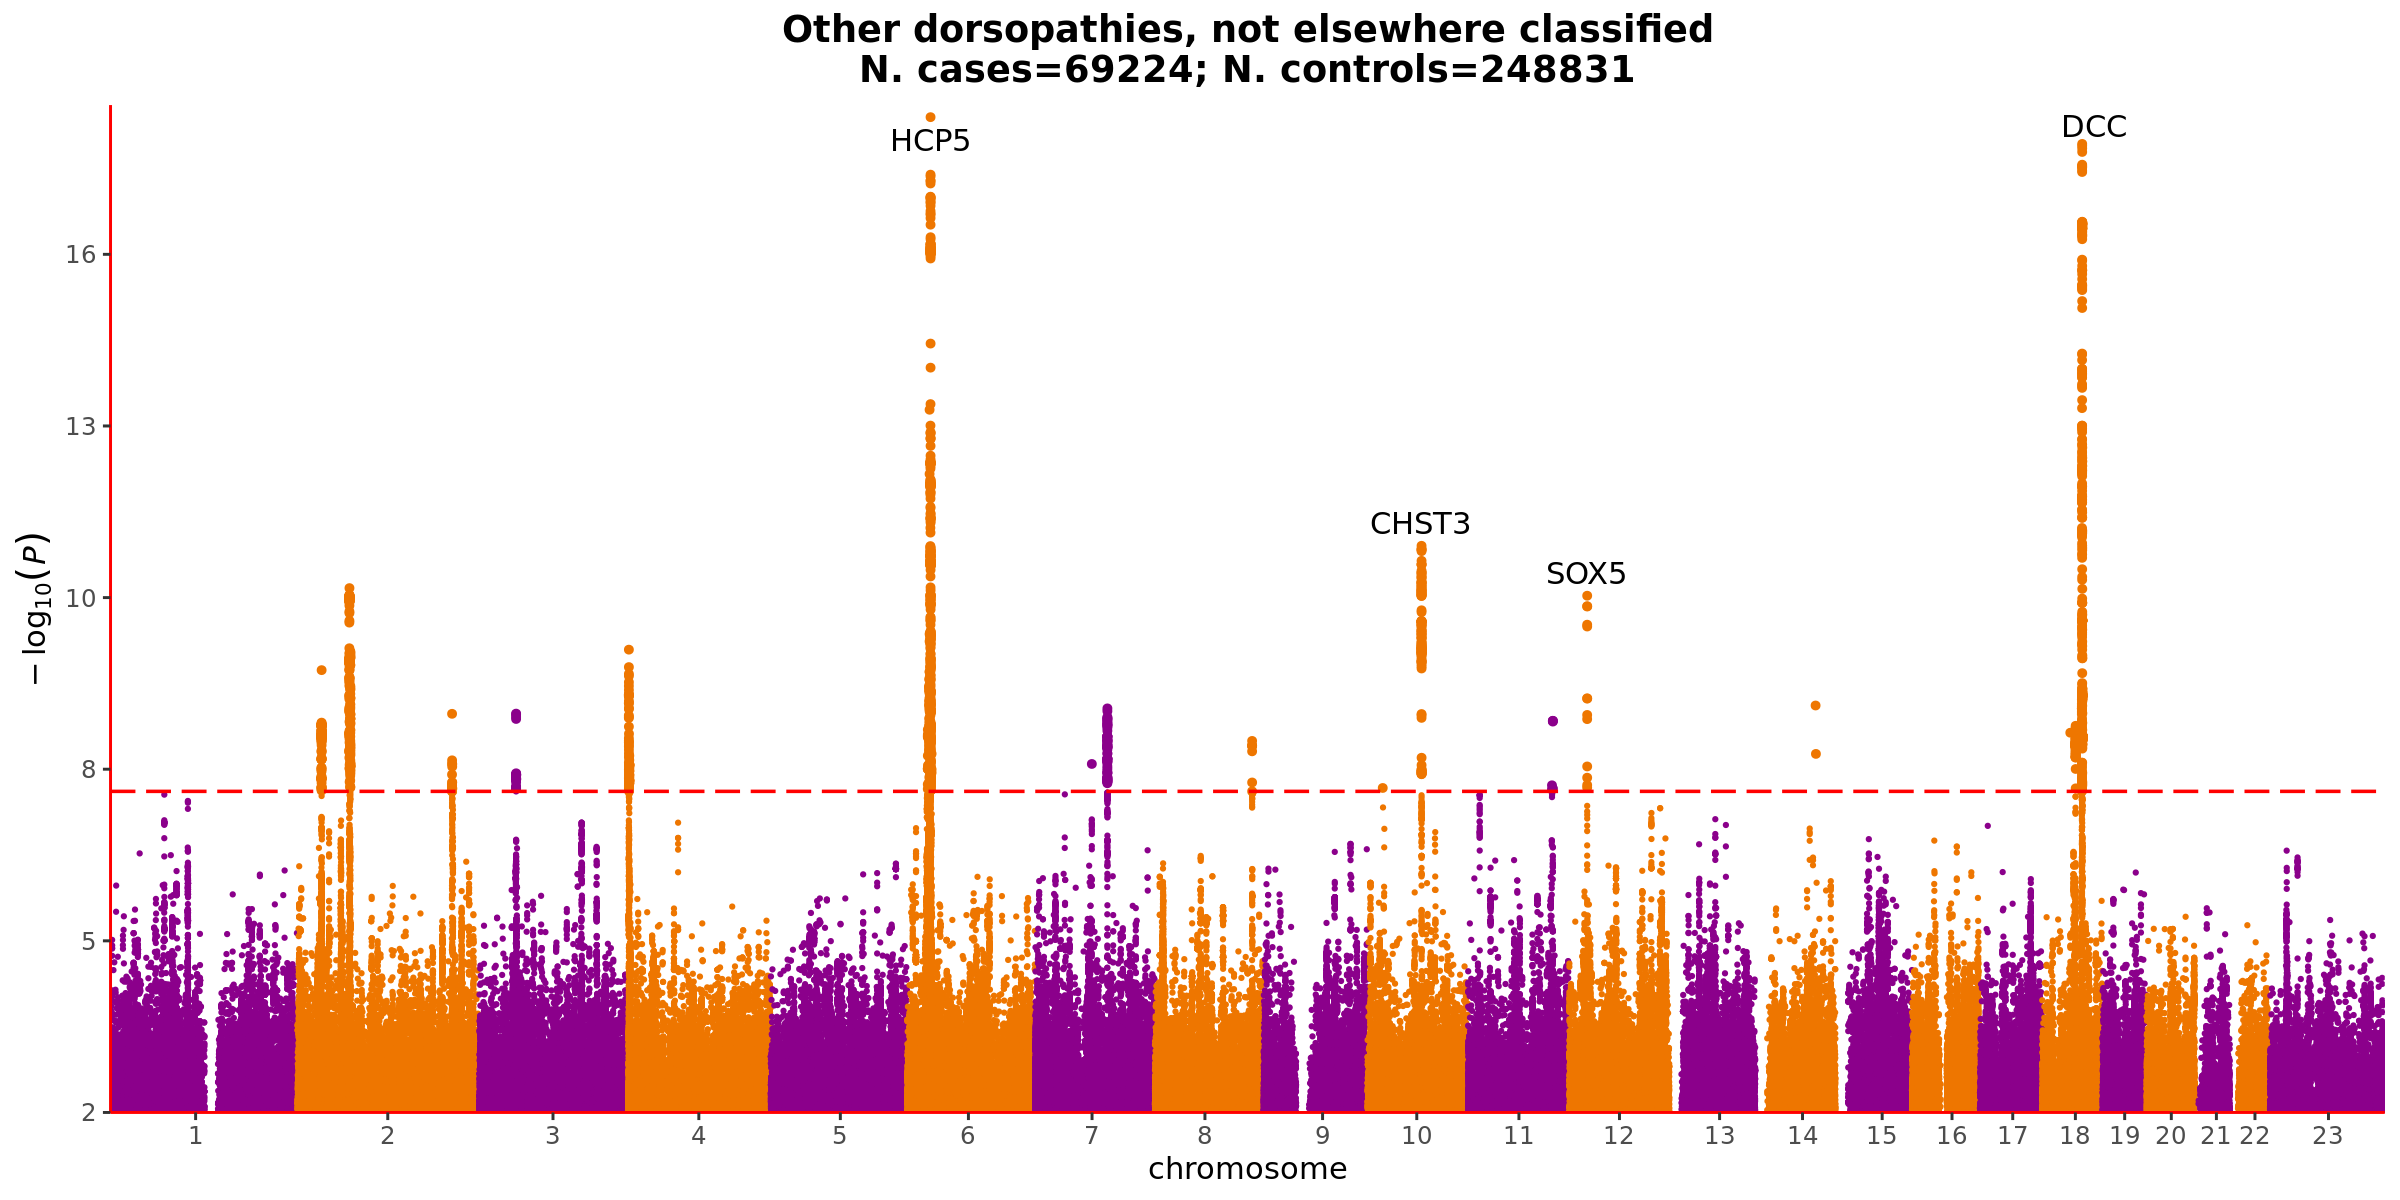 Other dorsopathies, not elsewhere classified
N. cases=69224; N. controls=248831
HCP5
DCC
16
13
CHST3
SOX5
10
8
5
2
− log₁₀(P)
1 2 3 4 5 6 7 8 9 10 11 12 13 14 15 16 17 18 19 20 21 22 23
chromosome